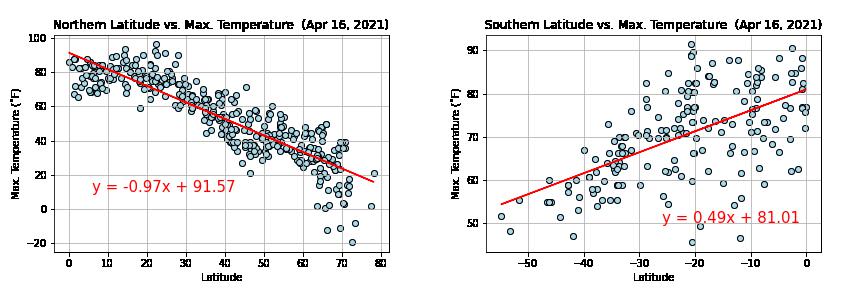 Northern Latitude vs. Max. Temperature (Apr 16, 2021)
Max. Temperature (°F)
100
80
60
40
20
0
−20
y = -0.97x + 91.57
0 10 20 30 40 50 60 70 80
Latitude
Southern Latitude vs. Max. Temperature (Apr 16, 2021)
Max. Temperature (°F)
90
80
70
60
50
y = 0.49x + 81.01
−50 −40 −30 −20 −10 0
Latitude